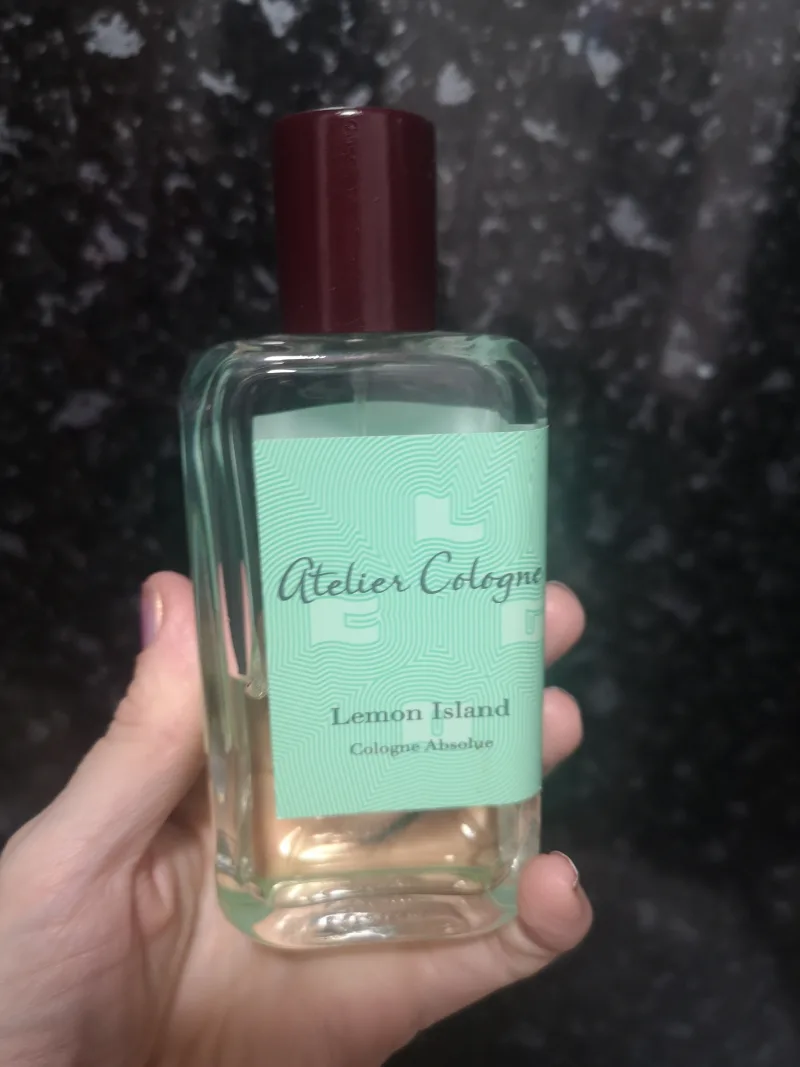 L
Atelier Cologne
E
Lemon Island
Cologne Absolue